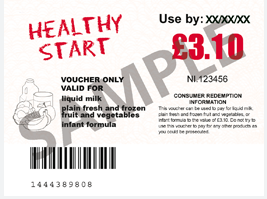 HEALTHY
START
Use by: XX/XX/XX
£3.10
NI.123456
VOUCHER ONLY
VALID FOR
liquid milk
plain fresh and frozen
fruit and vegetables
infant formula
CONSUMER REDEMPTION
INFORMATION
This voucher can be used to pay for liquid milk,
plain fresh and frozen fruit and vegetables, or
infant formula to the value of £3.10. Do not try to
use this voucher to pay for any other products as
you could be prosecuted.
SAMPLE
1444389808